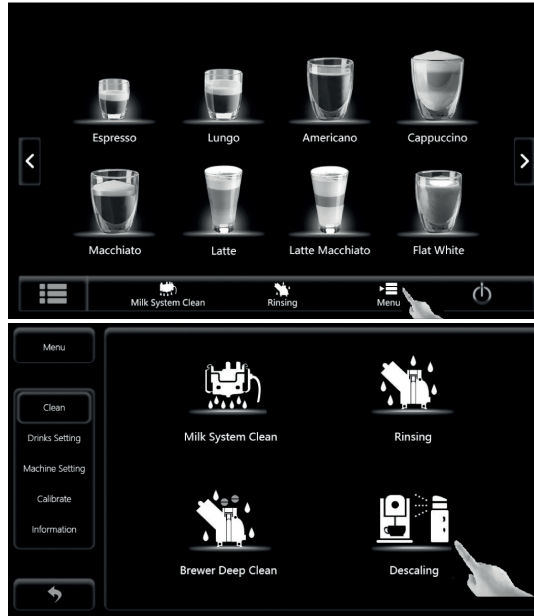 Espresso
Lungo
Americano
Cappuccino
Macchiato
Latte
Latte Macchiato
Flat White
Milk System Clean
Rinsing
Menu
Menu
Clean
Drinks Setting
Machine Setting
Calibrate
Information
Milk System Clean
Rinsing
Brewer Deep Clean
Descaling